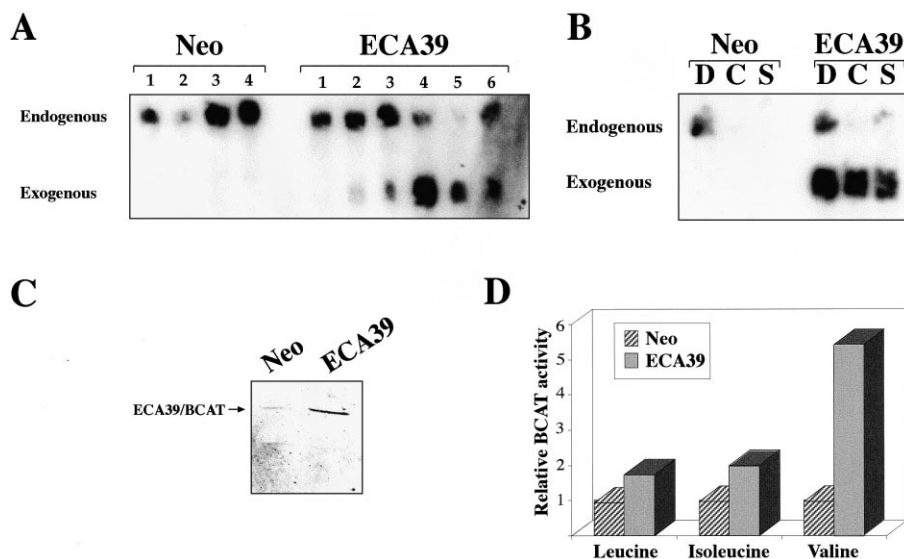 A
Neo
ECA39
1 2 3 4
1 2 3 4 5 6
Endogenous
Exogenous
B
Neo
ECA39
D C S
D C S
Endogenous
Exogenous
C
Neo
ECA39
ECA39/BCAT
D
Relative BCAT activity
6
5
4
3
2
1
Neo
ECA39
Leucine
Isoleucine
Valine